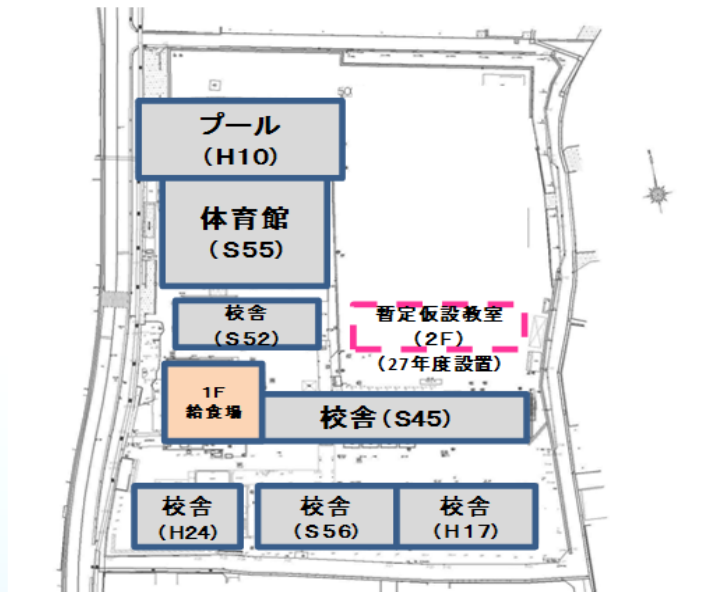 プール
(H10)
体育館
(S55)
校舎
(S52)
暫定仮設教室
(2F)
(27年度設置)
1F
給食場
校舎(S45)
校舎
(H24)
校舎
(S56)
校舎
(H17)